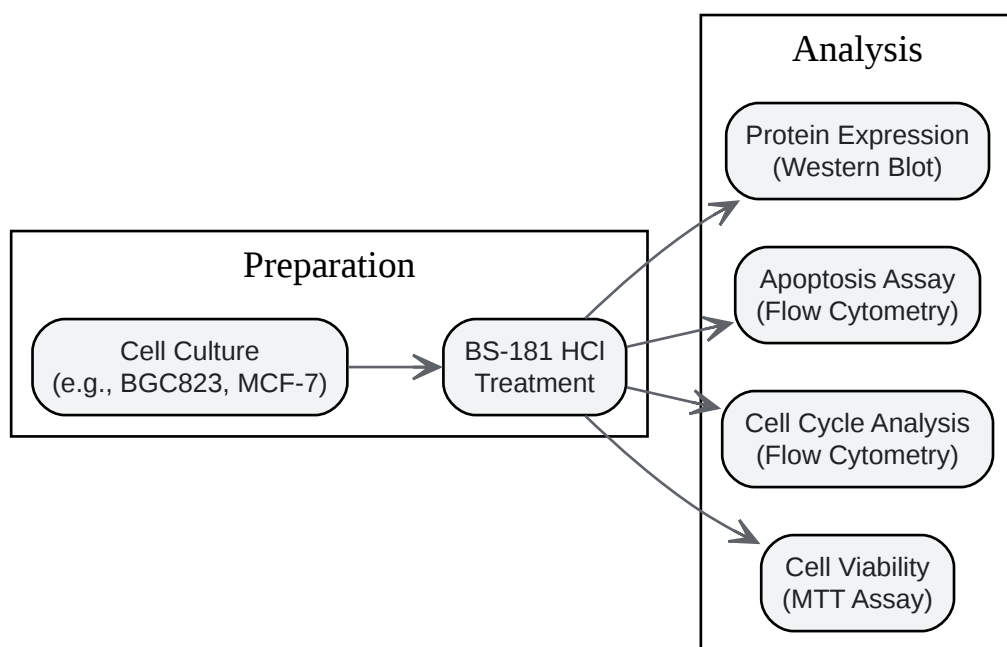 Preparation
Cell Culture
(e.g., BGC823, MCF-7)
BS-181 HCl
Treatment
Analysis
Protein Expression
(Western Blot)
Apoptosis Assay
(Flow Cytometry)
Cell Cycle Analysis
(Flow Cytometry)
Cell Viability
(MTT Assay)